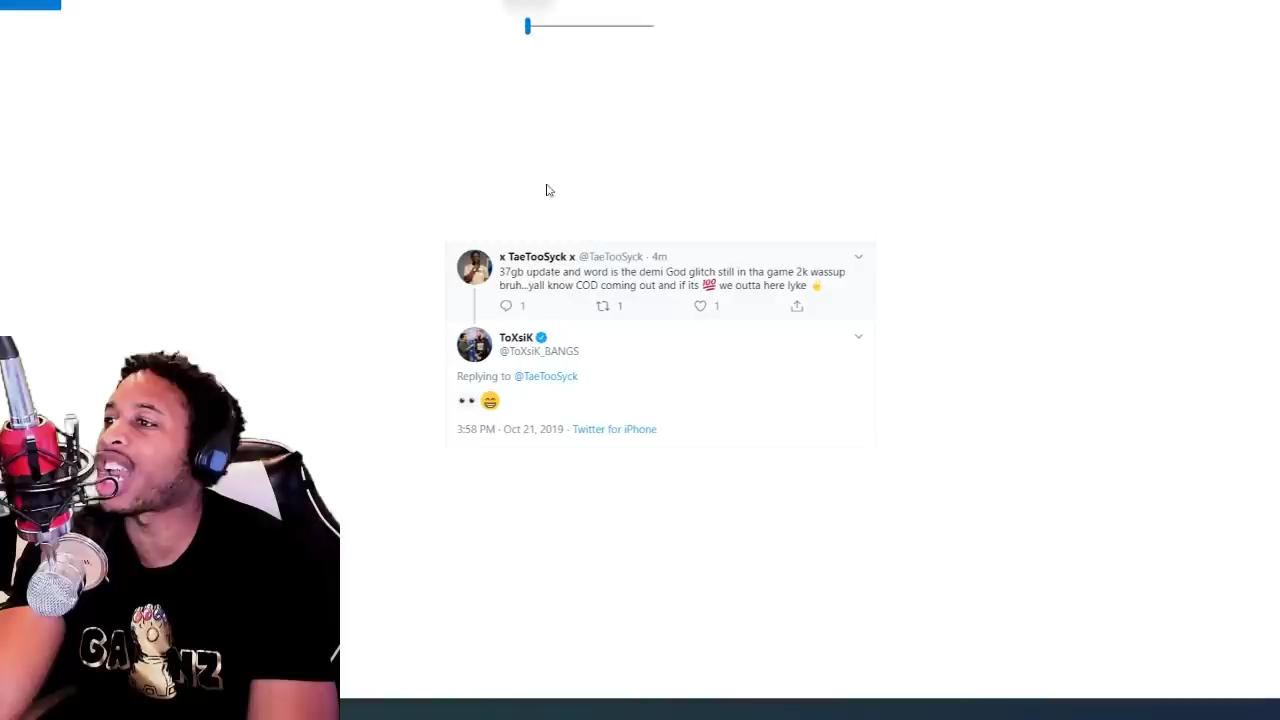 x TaeTooSyck x @TaeTooSyck · 4m
37gb update and word is the demi God glitch still in tha game 2k wassup
bruh...yall know COD coming out and if its 💯 we outta here lyke ✌
1 1 1
ToXsiK
@ToXsiK_BANGS
Replying to @TaeTooSyck
👀😁
3:58 PM · Oct 21, 2019 · Twitter for iPhone
GAINZ